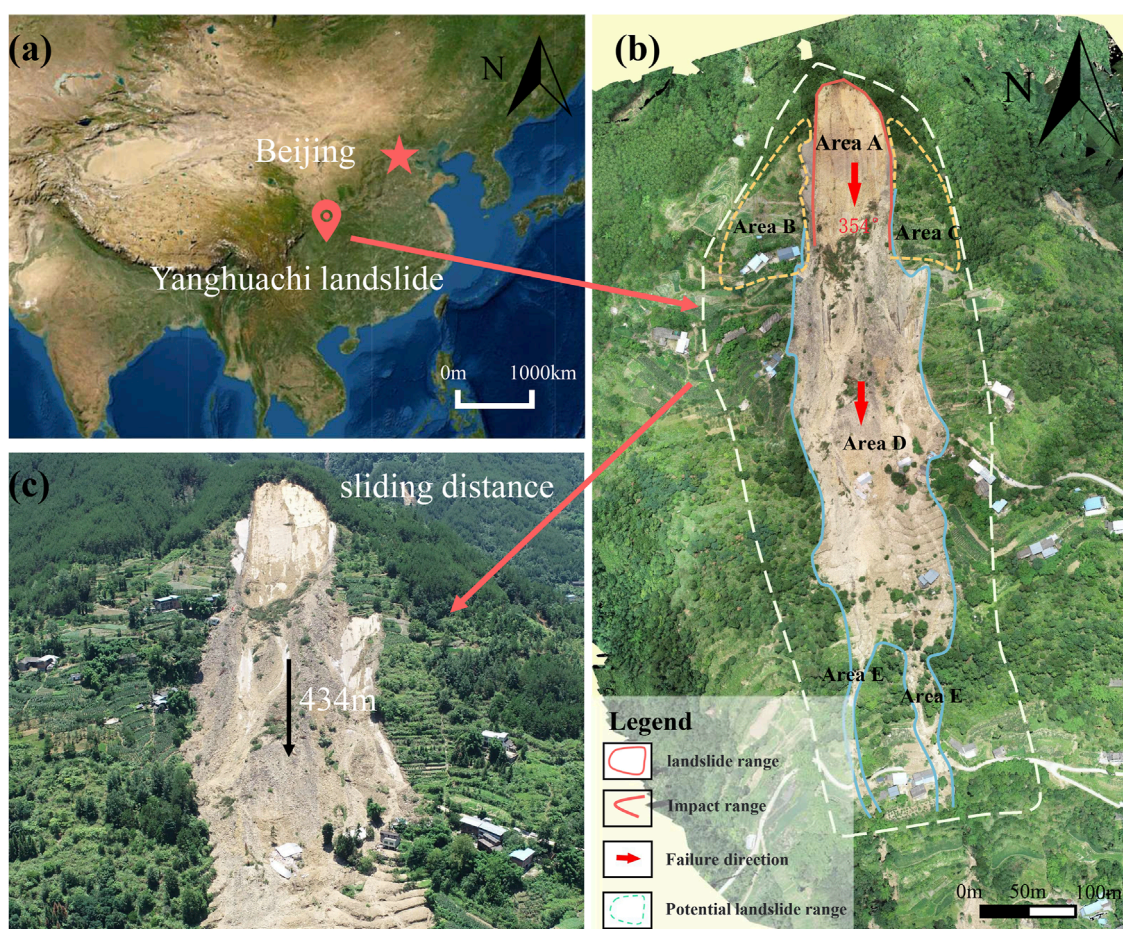 (a)
N
Beijing
Yanghuachi landslide
0m 1000km
(b)
N
Area A
354°
Area B
Area C
Area D
Area E
Area E
Legend
landslide range
Impact range
Failure direction
Potential landslide range
0m 50m 100m
(c)
sliding distance
434m